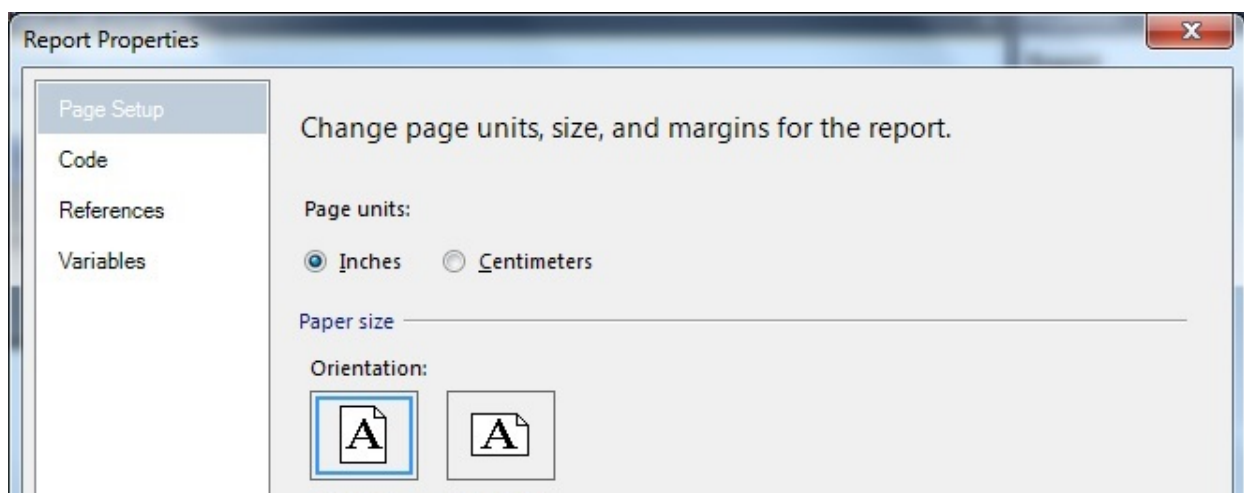 Report Properties
Page Setup
Code
References
Variables
Change page units, size, and margins for the report.
Page units:
Inches Centimeters
Paper size
Orientation:
A A